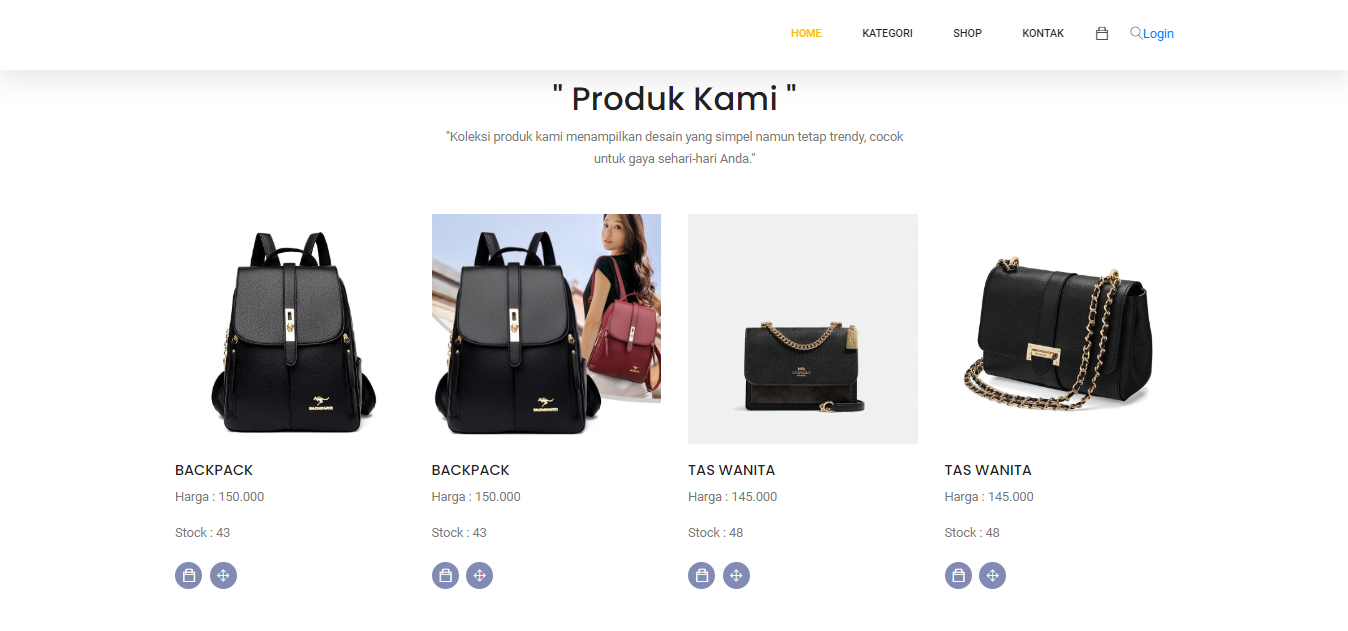 HOME KATEGORI SHOP KONTAK Login
" Produk Kami "
"Koleksi produk kami menampilkan desain yang simpel namun tetap trendy, cocok
untuk gaya sehari-hari Anda."
BACKPACK BACKPACK TAS WANITA TAS WANITA
Harga : 150.000 Harga : 150.000 Harga : 145.000 Harga : 145.000
Stock : 43 Stock : 43 Stock : 48 Stock : 48